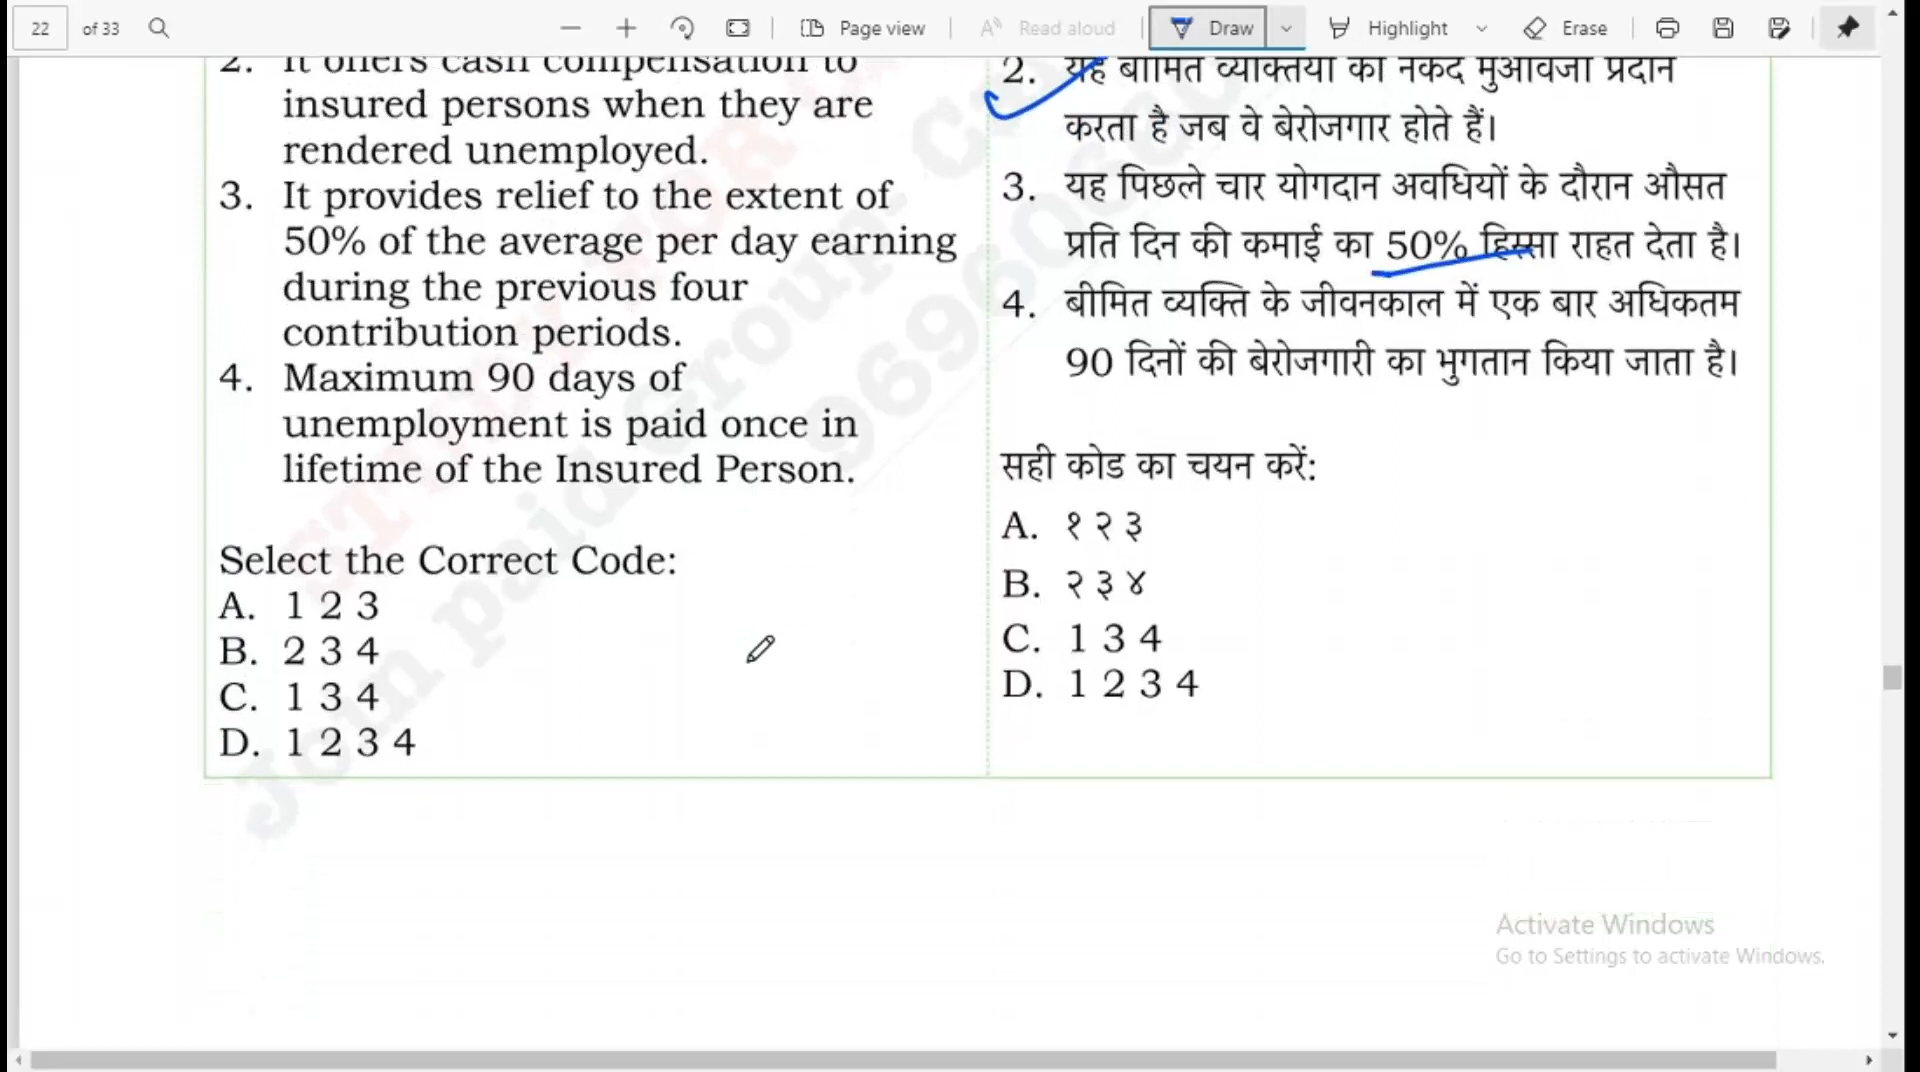 22 of 33 Page view Read aloud Draw Highlight Erase
2. It offers cash compensation to
insured persons when they are
rendered unemployed.
3. It provides relief to the extent of
50% of the average per day earning
during the previous four
contribution periods.
4. Maximum 90 days of
unemployment is paid once in
lifetime of the Insured Person.
Select the Correct Code:
A. 1 2 3
B. 2 3 4
C. 1 3 4
D. 1 2 3 4
2. यह बीमित व्यक्तियों को नकद मुआवजा प्रदान
करता है जब वे बेरोजगार होते हैं।
3. यह पिछले चार योगदान अवधियों के दौरान औसत
प्रति दिन की कमाई का 50% हिस्सा राहत देता है।
4. बीमित व्यक्ति के जीवनकाल में एक बार अधिकतम
90 दिनों की बेरोजगारी का भुगतान किया जाता है।
सही कोड का चयन करें:
A. १ २ ३
B. २ ३ ४
C. 1 3 4
D. 1 2 3 4
Join paid Group
Activate Windows
Go to Settings to activate Windows.